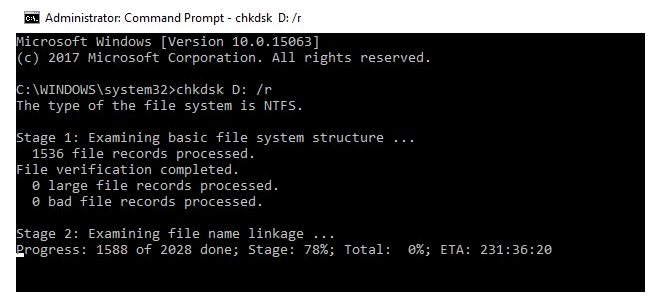 Administrator: Command Prompt - chkdsk D: /r
Microsoft Windows [Version 10.0.15063]
(c) 2017 Microsoft Corporation. All rights reserved.
C:\WINDOWS\system32>chkdsk D: /r
The type of the file system is NTFS.
Stage 1: Examining basic file system structure ...
1536 file records processed.
File verification completed.
0 large file records processed.
0 bad file records processed.
Stage 2: Examining file name linkage ...
Progress: 1588 of 2028 done; Stage: 78%; Total:  0%; ETA: 231:36:20